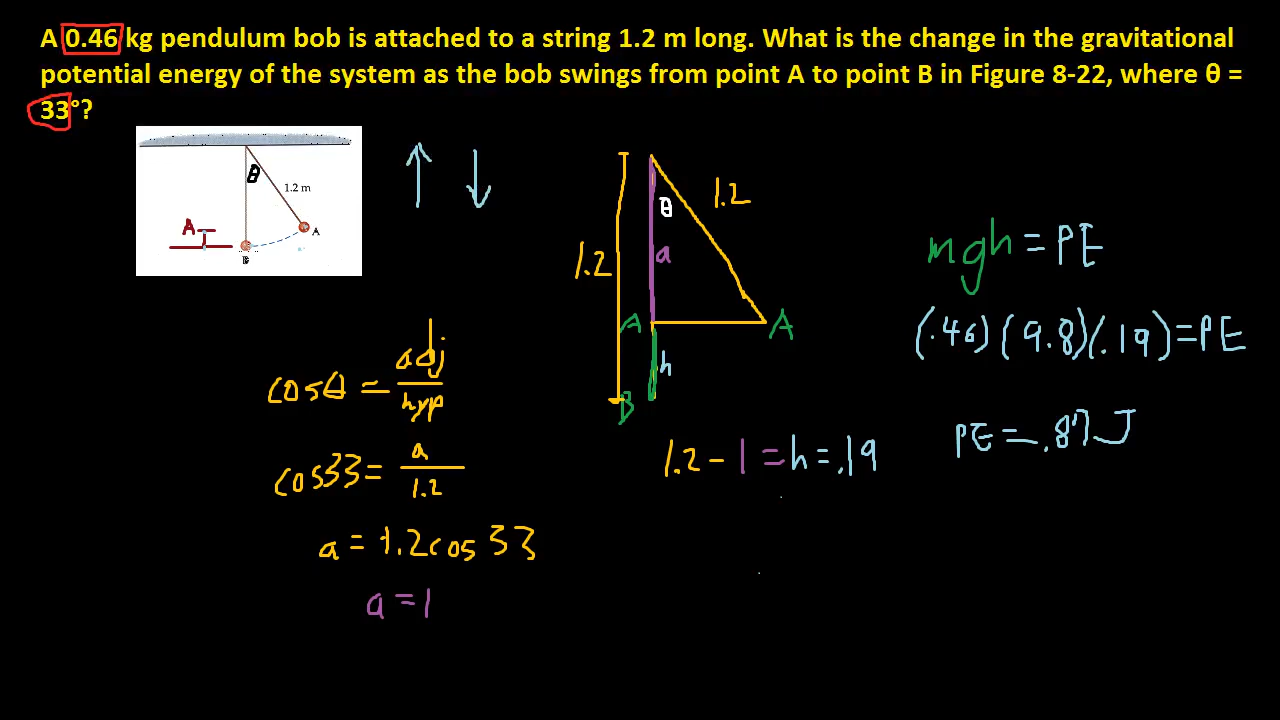 A 0.46 kg pendulum bob is attached to a string 1.2 m long. What is the change in the gravitational
potential energy of the system as the bob swings from point A to point B in Figure 8-22, where θ =
33°?
θ
1.2 m
A
A
B
1.2
θ
1.2
a
A
A
h
B
mgh = PE
(.46)(9.8)(.19)=PE
PE = .87J
cosθ = adj
hyp
cos33 = a
1.2
a = 1.2cos33
a = 1
1.2 - 1 = h = .19